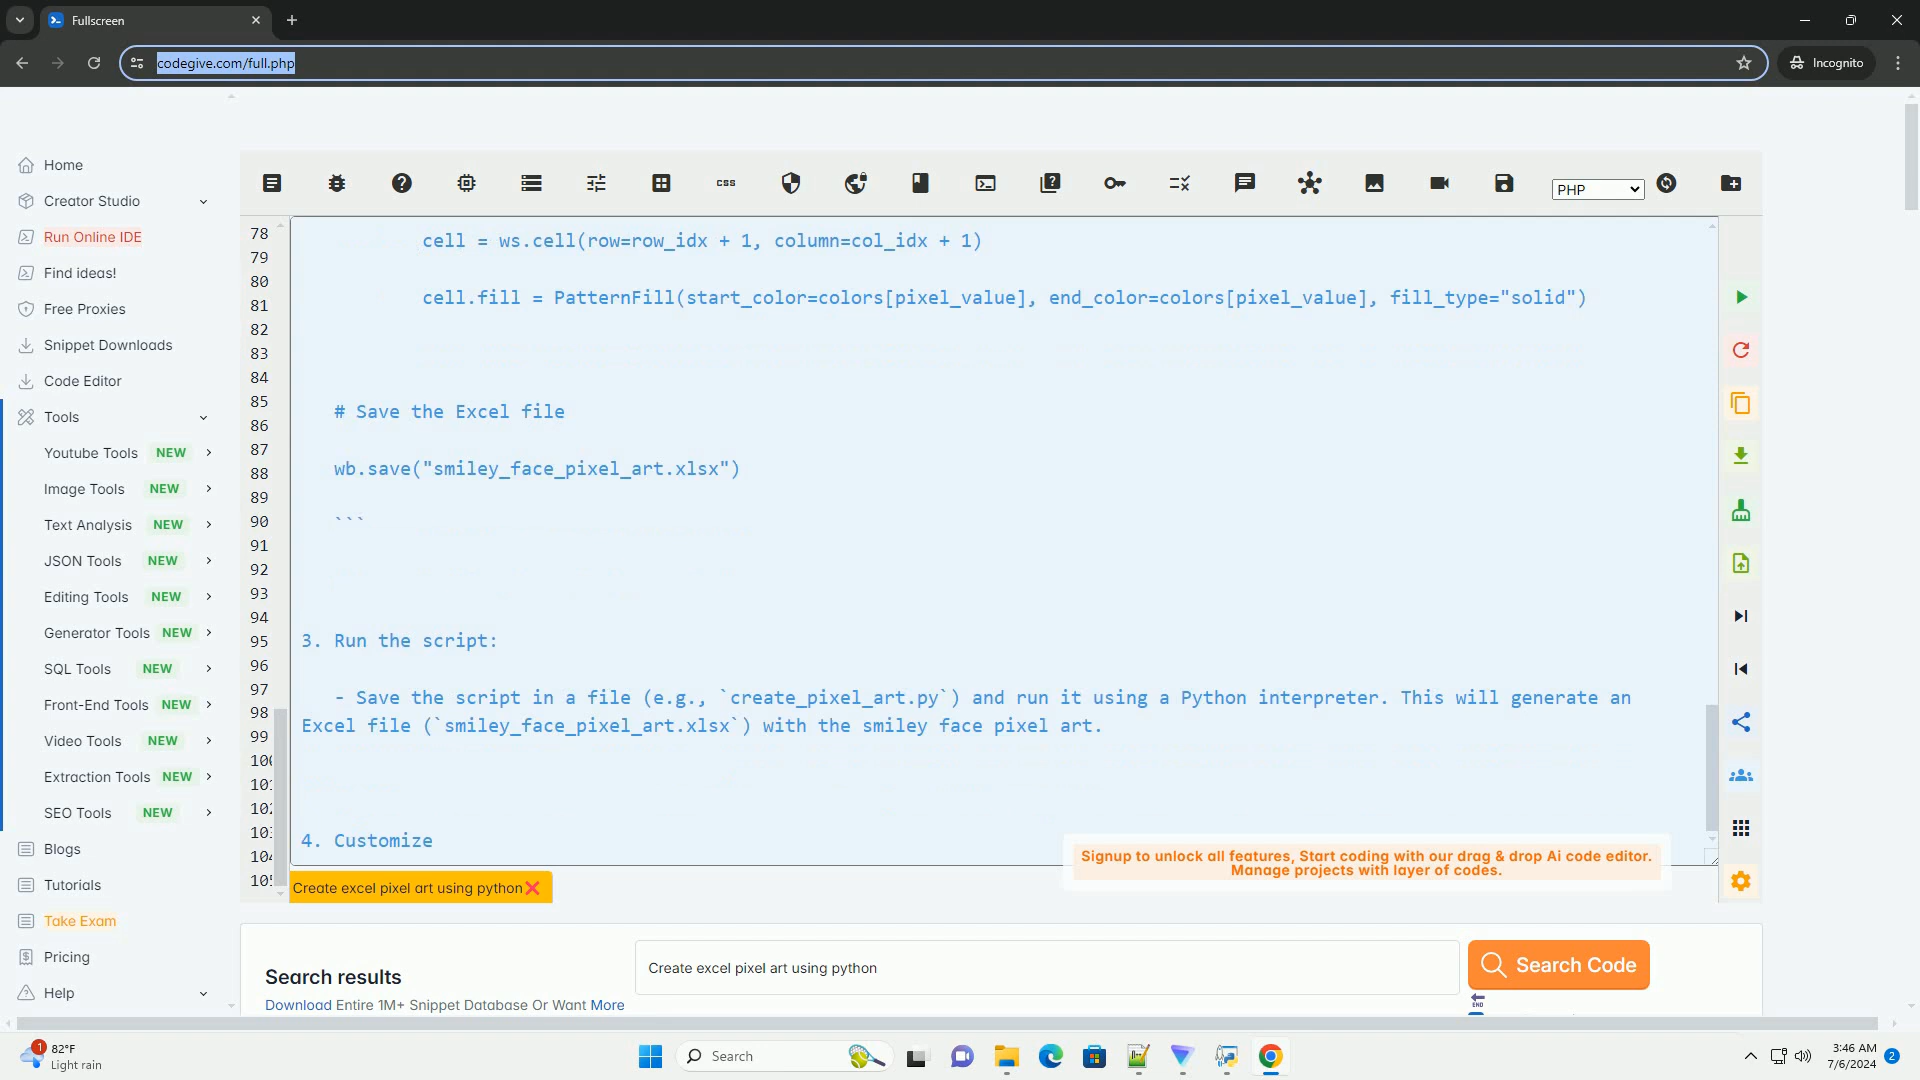 Fullscreen
codegive.com/full.php
Incognito
Home
Creator Studio
Run Online IDE
Find ideas!
Free Proxies
Snippet Downloads
Code Editor
Tools
Youtube Tools NEW
Image Tools NEW
Text Analysis NEW
JSON Tools NEW
Editing Tools NEW
Generator Tools NEW
SQL Tools NEW
Front-End Tools NEW
Video Tools NEW
Extraction Tools NEW
SEO Tools NEW
Blogs
Tutorials
Take Exam
Pricing
Help
css
PHP
78
79
80
81
82
83
84
85
86
87
88
89
90
91
92
93
94
95
96
97
98
99
cell = ws.cell(row=row_idx + 1, column=col_idx + 1)
cell.fill = PatternFill(start_color=colors[pixel_value], end_color=colors[pixel_value], fill_type="solid")
# Save the Excel file
wb.save("smiley_face_pixel_art.xlsx")
```
3. Run the script:
- Save the script in a file (e.g., `create_pixel_art.py`) and run it using a Python interpreter. This will generate an
Excel file (`smiley_face_pixel_art.xlsx`) with the smiley face pixel art.
4. Customize
Signup to unlock all features, Start coding with our drag & drop Ai code editor.
Manage projects with layer of codes.
Create excel pixel art using python
Search results
Download Entire 1M+ Snippet Database Or Want More
Create excel pixel art using python
Search Code
END
1
82°F
Light rain
Search
3:46 AM
7/6/2024
2